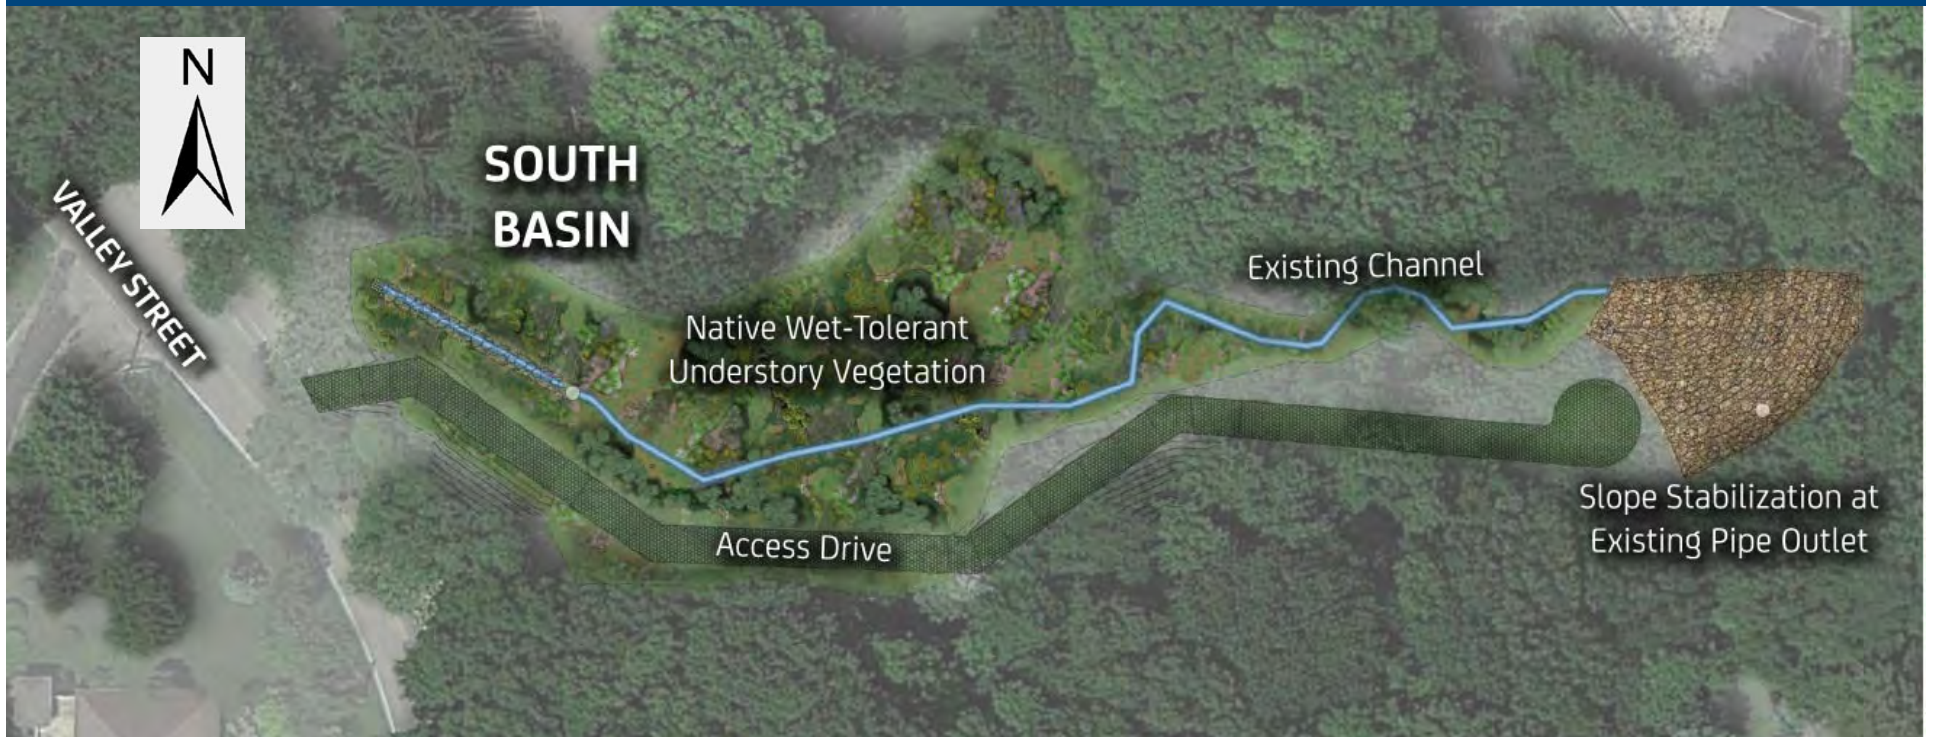 N
SOUTH
BASIN
VALLEY STREET
Existing Channel
Native Wet-Tolerant
Understory Vegetation
Slope Stabilization at
Existing Pipe Outlet
Access Drive